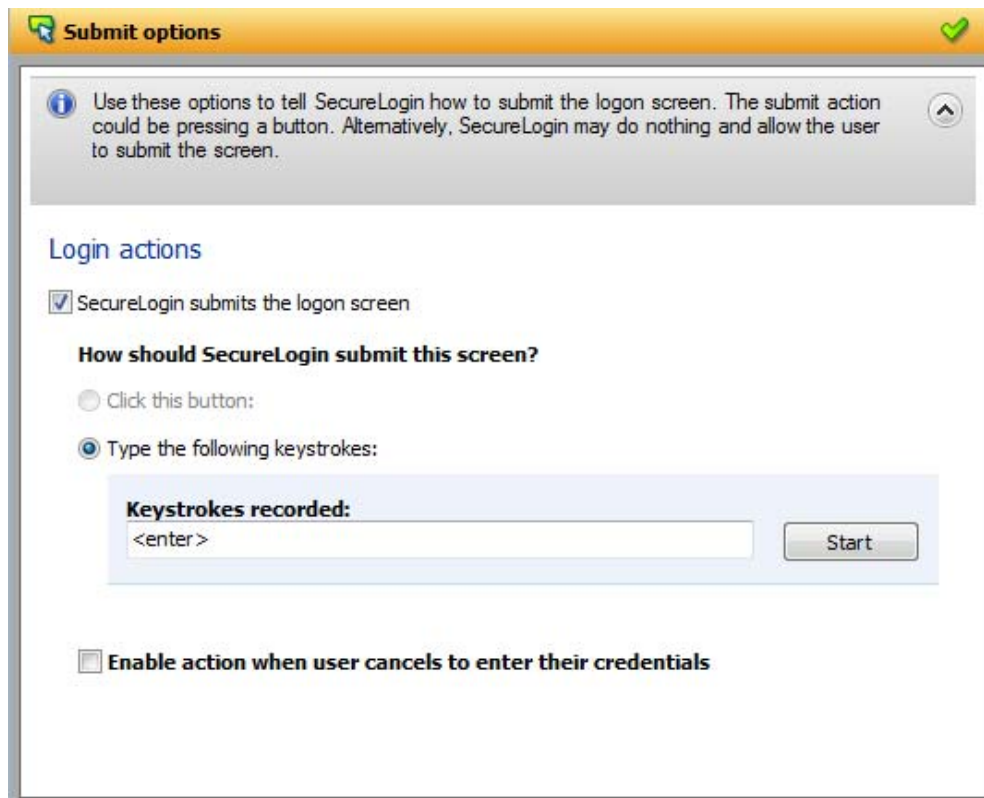 Submit options
Use these options to tell SecureLogin how to submit the logon screen. The submit action
could be pressing a button. Alternatively, SecureLogin may do nothing and allow the user
to submit the screen.
Login actions
SecureLogin submits the logon screen
How should SecureLogin submit this screen?
Click this button:
Type the following keystrokes:
Keystrokes recorded:
<enter>
Start
Enable action when user cancels to enter their credentials